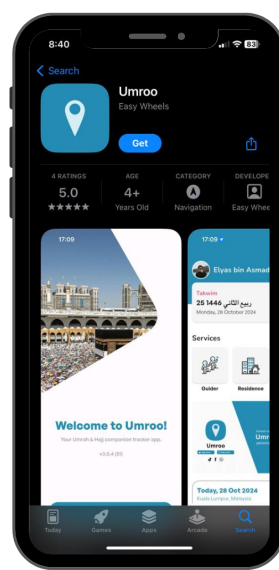 8:40
83
Search
Umroo
Easy Wheels
Get
4 RATINGS
5.0
★★★★★
AGE
4+
Years Old
CATEGORY
Navigation
DEVELOPE
Easy Whee
17:09
Welcome to Umroo!
Your Umrah & Hajj companion tracker app.
17:09
Elyas bin Asmad
Takwim
25 ربيع الثاني 1446
Monday, 28 October 2024
Services
Guider
Residence
Umroo
Umr
Today, 28 Oct 2024
Kuala Lumpur, Malaysia
Today
Games
Apps
Arcade
Search